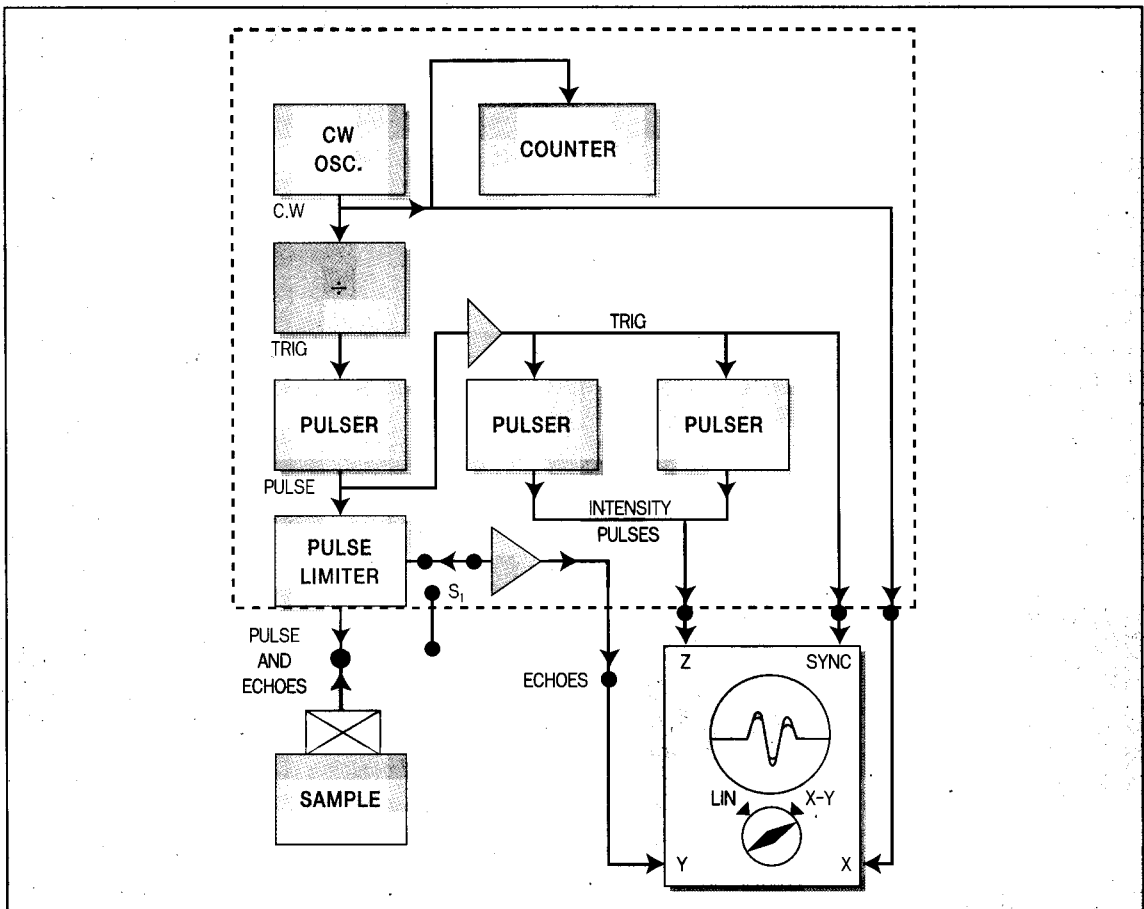 CW
OSC.
COUNTER
C.W
÷
TRIG
TRIG
PULSER
PULSER
PULSER
PULSE
INTENSITY
PULSES
PULSE
LIMITER
S₁
PULSE
AND
ECHOES
ECHOES
Z
SYNC
LIN
X-Y
SAMPLE
Y
X